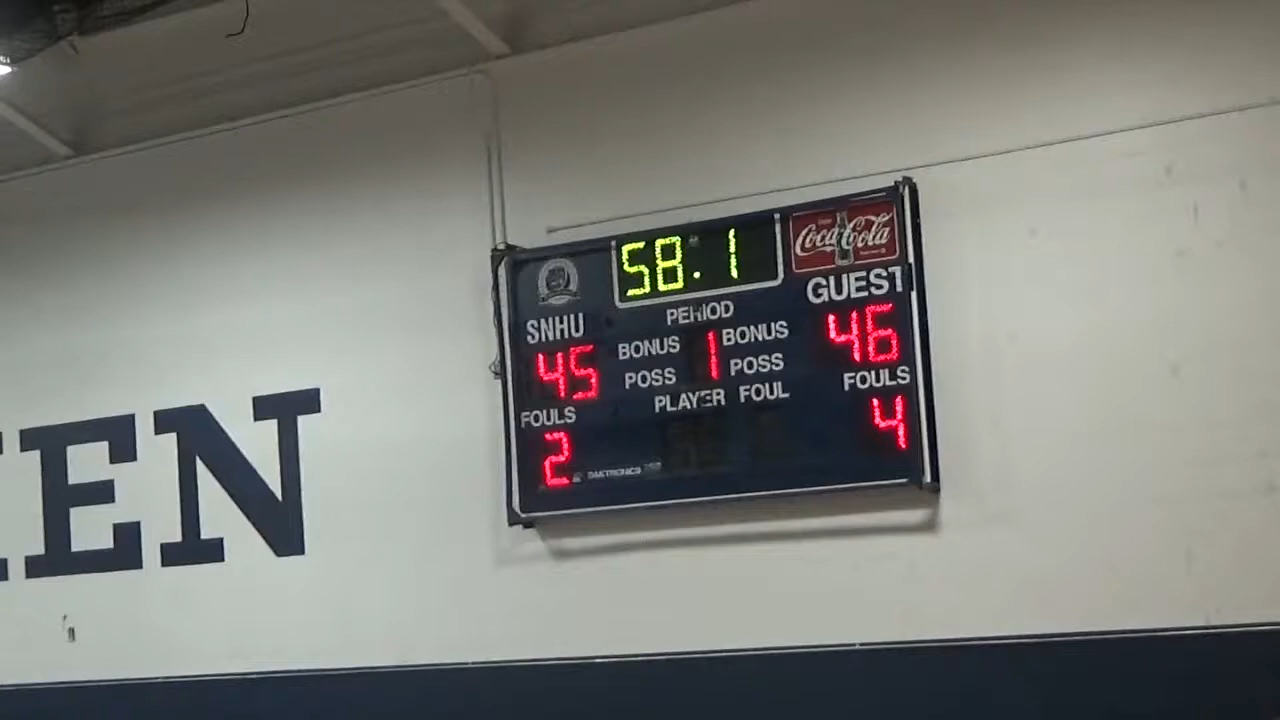 58.1
Coca-Cola
SNHU
PERIOD
GUEST
45
BONUS
1
BONUS
46
POSS
POSS
FOULS
PLAYER FOUL
FOULS
2
4
DAKTRONICS
EN